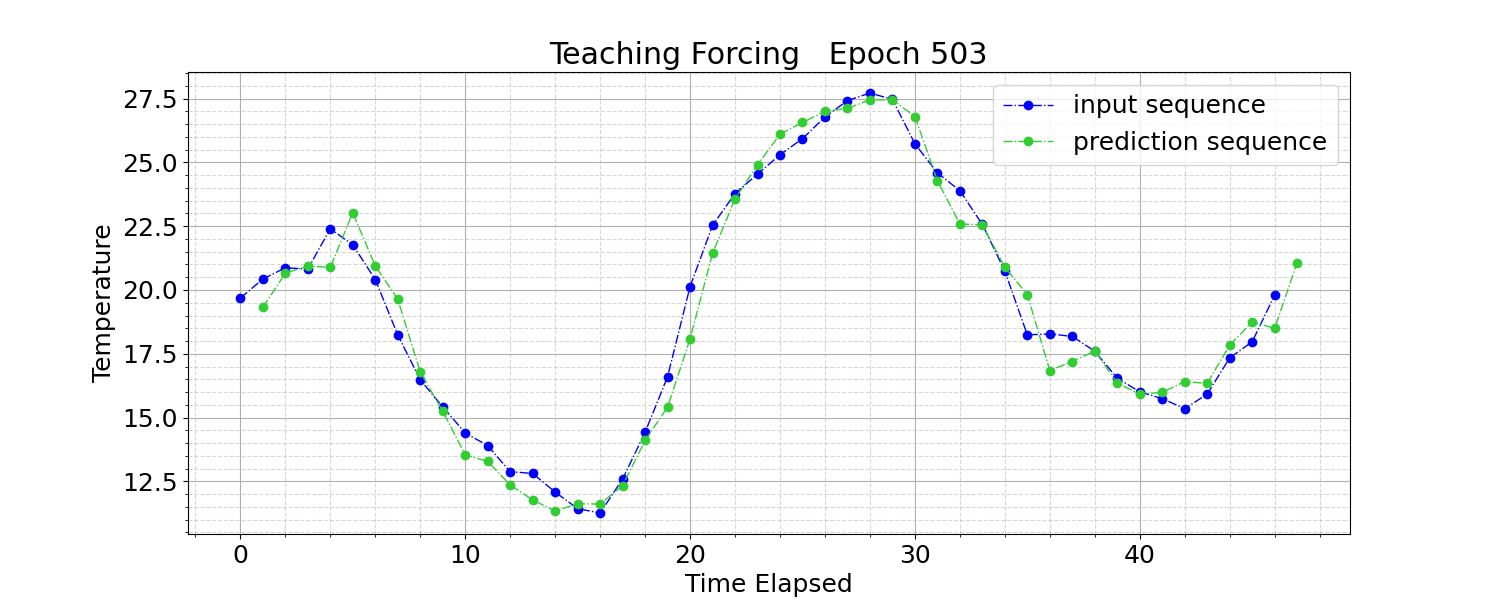 Teaching Forcing   Epoch 503
27.5
25.0
22.5
20.0
17.5
15.0
12.5
Temperature
input sequence
prediction sequence
0 10 20 30 40
Time Elapsed